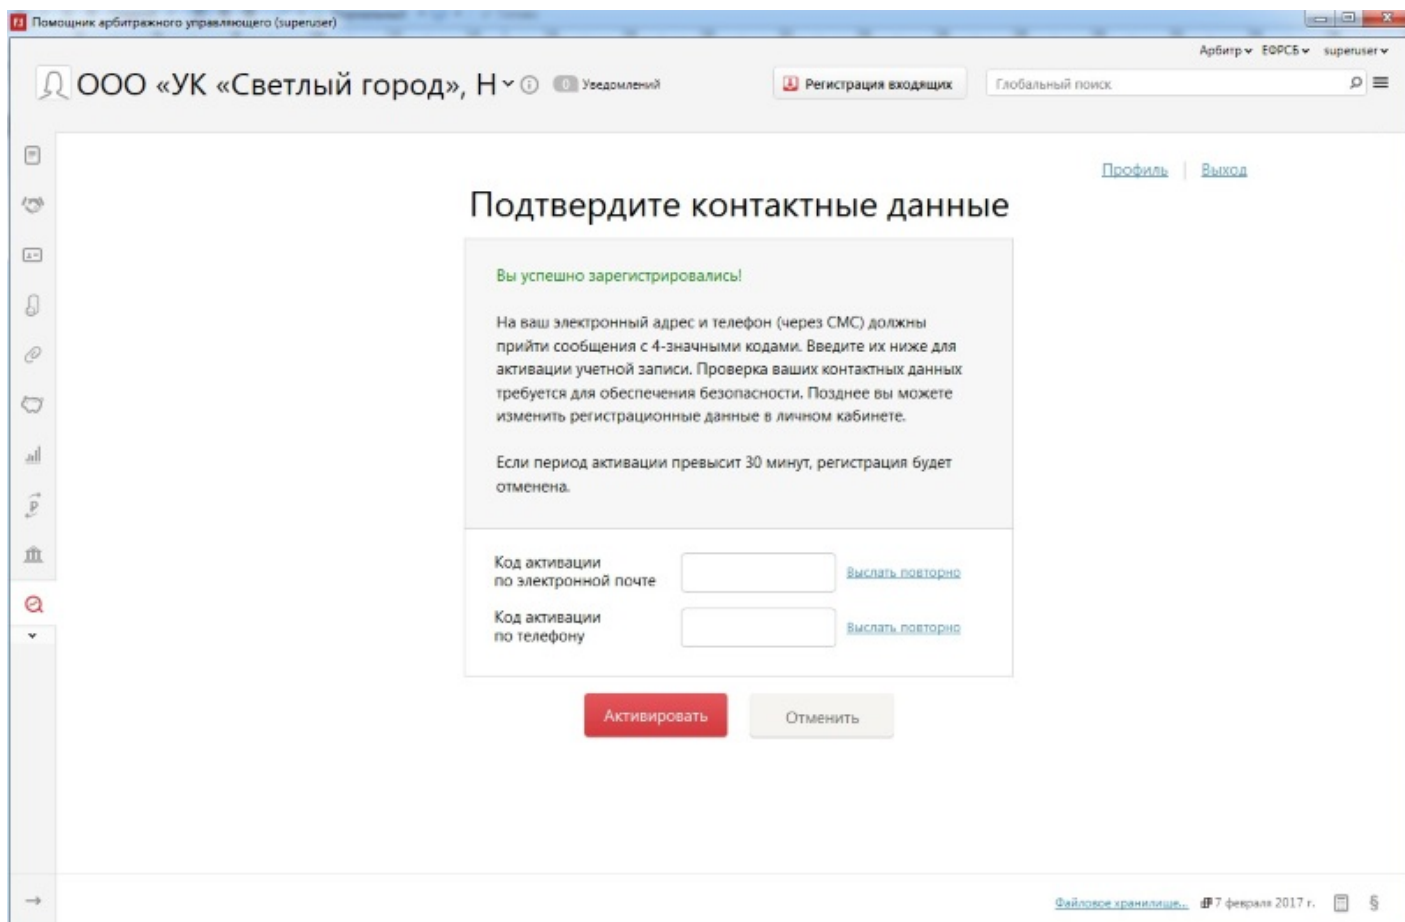 Помощник арбитражного управляющего (superuser)
Арбитр ЕФРСБ superuser
ООО «УК «Светлый город», Н 0 Уведомлений Регистрация входящих Глобальный поиск
Профиль Выход
Подтвердите контактные данные
Вы успешно зарегистрировались!
На ваш электронный адрес и телефон (через СМС) должны
прийти сообщения с 4-значными кодами. Введите их ниже для
активации учетной записи. Проверка ваших контактных данных
требуется для обеспечения безопасности. Позднее вы можете
изменить регистрационные данные в личном кабинете.
Если период активации превысит 30 минут, регистрация будет
отменена.
Код активации
по электронной почте Выслать повторно
Код активации
по телефону Выслать повторно
Активировать Отменить
Файловое хранилище... 7 февраля 2017 г. §